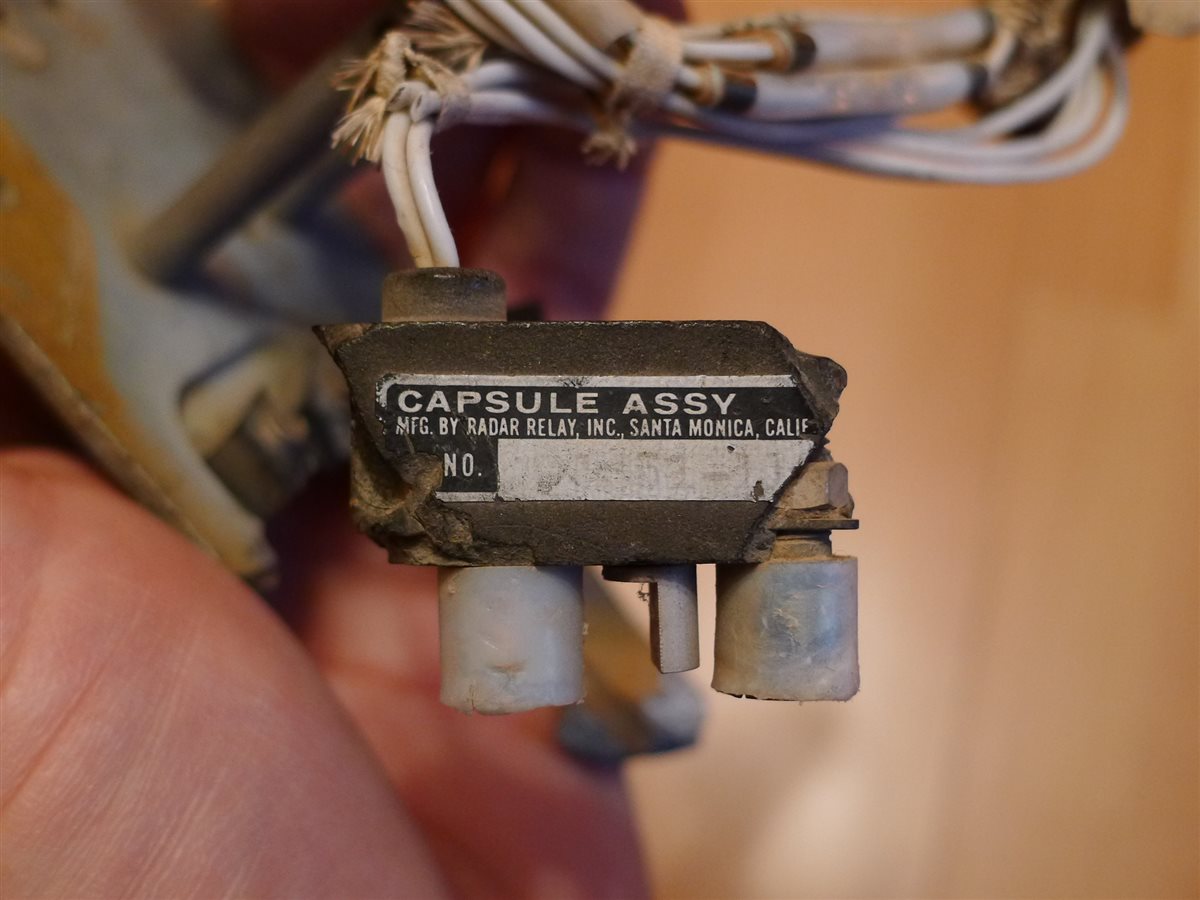 CAPSULE ASSY
MFG. BY RADAR RELAY, INC., SANTA MONICA, CALIF
NO.